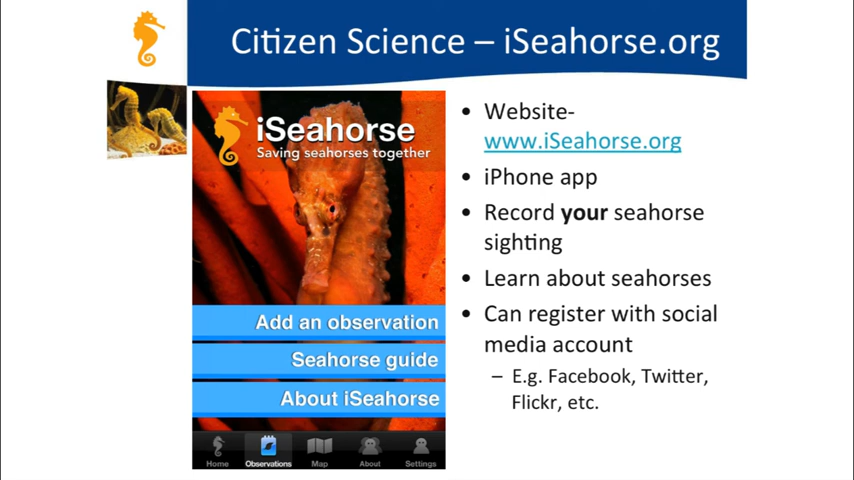 Citizen Science – iSeahorse.org
iSeahorse
Saving seahorses together
Add an observation
Seahorse guide
About iSeahorse
Home Observations Map About Settings
• Website-
www.iSeahorse.org
• iPhone app
• Record your seahorse
sighting
• Learn about seahorses
• Can register with social
media account
– E.g. Facebook, Twitter,
Flickr, etc.